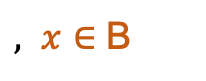 , 𝑥 ∈ B